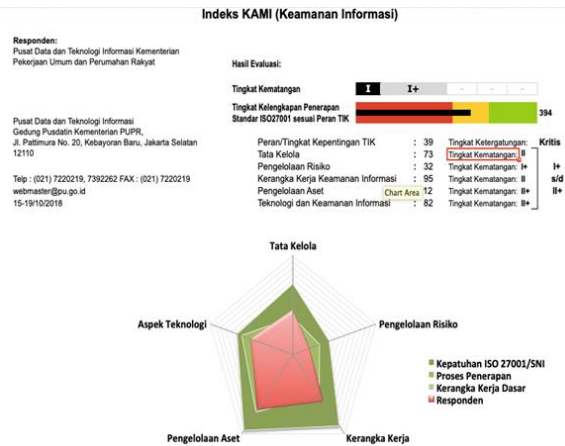 Indeks KAMI (Keamanan Informasi)
Responden:
Pusat Data dan Teknologi Informasi Kementerian
Pekerjaan Umum dan Perumahan Rakyat
Hasil Evaluasi:
Tingkat Kematangan I I+ - - -
Tingkat Kelengkapan Penerapan
Standar ISO27001 sesuai Peran TIK 394
Pusat Data dan Teknologi Informasi
Gedung Pusdatin Kementerian PUPR,
Jl. Pattimura No. 20, Kebayoran Baru, Jakarta Selatan
12110
Telp : (021) 7220219, 7392262 FAX : (021) 7220219
webmaster@pu.go.id
15-19/10/2018
Peran/Tingkat Kepentingan TIK : 39 Tingkat Ketergatungan: Kritis
Tata Kelola : 73 Tingkat Kematangan: II
Pengelolaan Risiko : 32 Tingkat Kematangan: I+ I+
Kerangka Kerja Keamanan Informasi : 95 Tingkat Kematangan: II s/d
Pengelolaan Aset Chart Area 12 Tingkat Kematangan: II+ II+
Teknologi dan Keamanan Informasi : 82 Tingkat Kematangan: II+
Tata Kelola
Aspek Teknologi
Pengelolaan Risiko
Kepatuhan ISO 27001/SNI
Proses Penerapan
Kerangka Kerja Dasar
Responden
Pengelolaan Aset
Kerangka Kerja